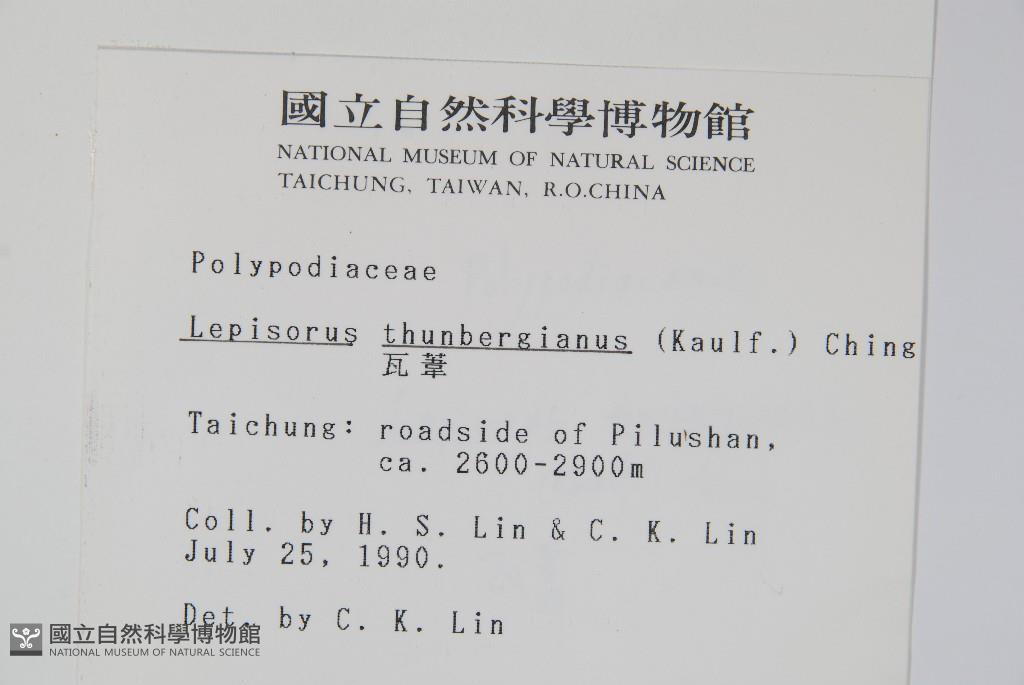 國立自然科學博物館
NATIONAL MUSEUM OF NATURAL SCIENCE
TAICHUNG, TAIWAN, R.O.CHINA
Polypodiaceae
Lepisorus thunbergianus (Kaulf.) Ching
瓦葦
Taichung: roadside of Pilushan,
ca. 2600-2900m
Coll. by H. S. Lin & C. K. Lin
July 25, 1990.
Det. by C. K. Lin
國立自然科學博物館
NATIONAL MUSEUM OF NATURAL SCIENCE